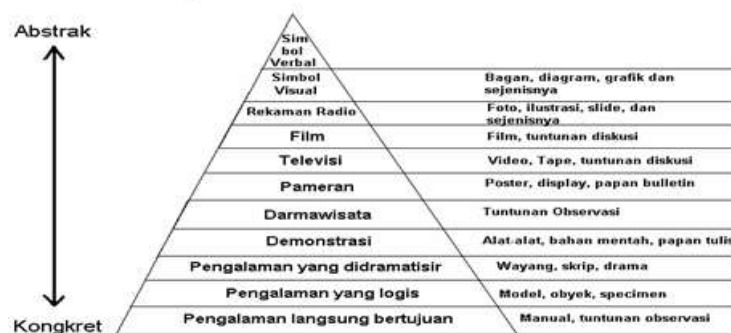 Abstrak
Sim
bol
Verbal
Simbol
Visual
Bagan, diagram, grafik dan
sejenisnya
Rekaman Radio
Foto, ilustrasi, slide, dan
sejenisnya
Film
Film, tuntunan diskusi
Televisi
Video, Tape, tuntunan diskusi
Pameran
Poster, display, papan bulletin
Darmawisata
Tuntunan Observasi
Demonstrasi
Alat-alat, bahan mentah, papan tulis
Pengalaman yang didramatisir
Wayang, skrip, drama
Pengalaman yang logis
Model, obyek, specimen
Kongkret
Pengalaman langsung bertujuan
Manual, tuntunan observasi